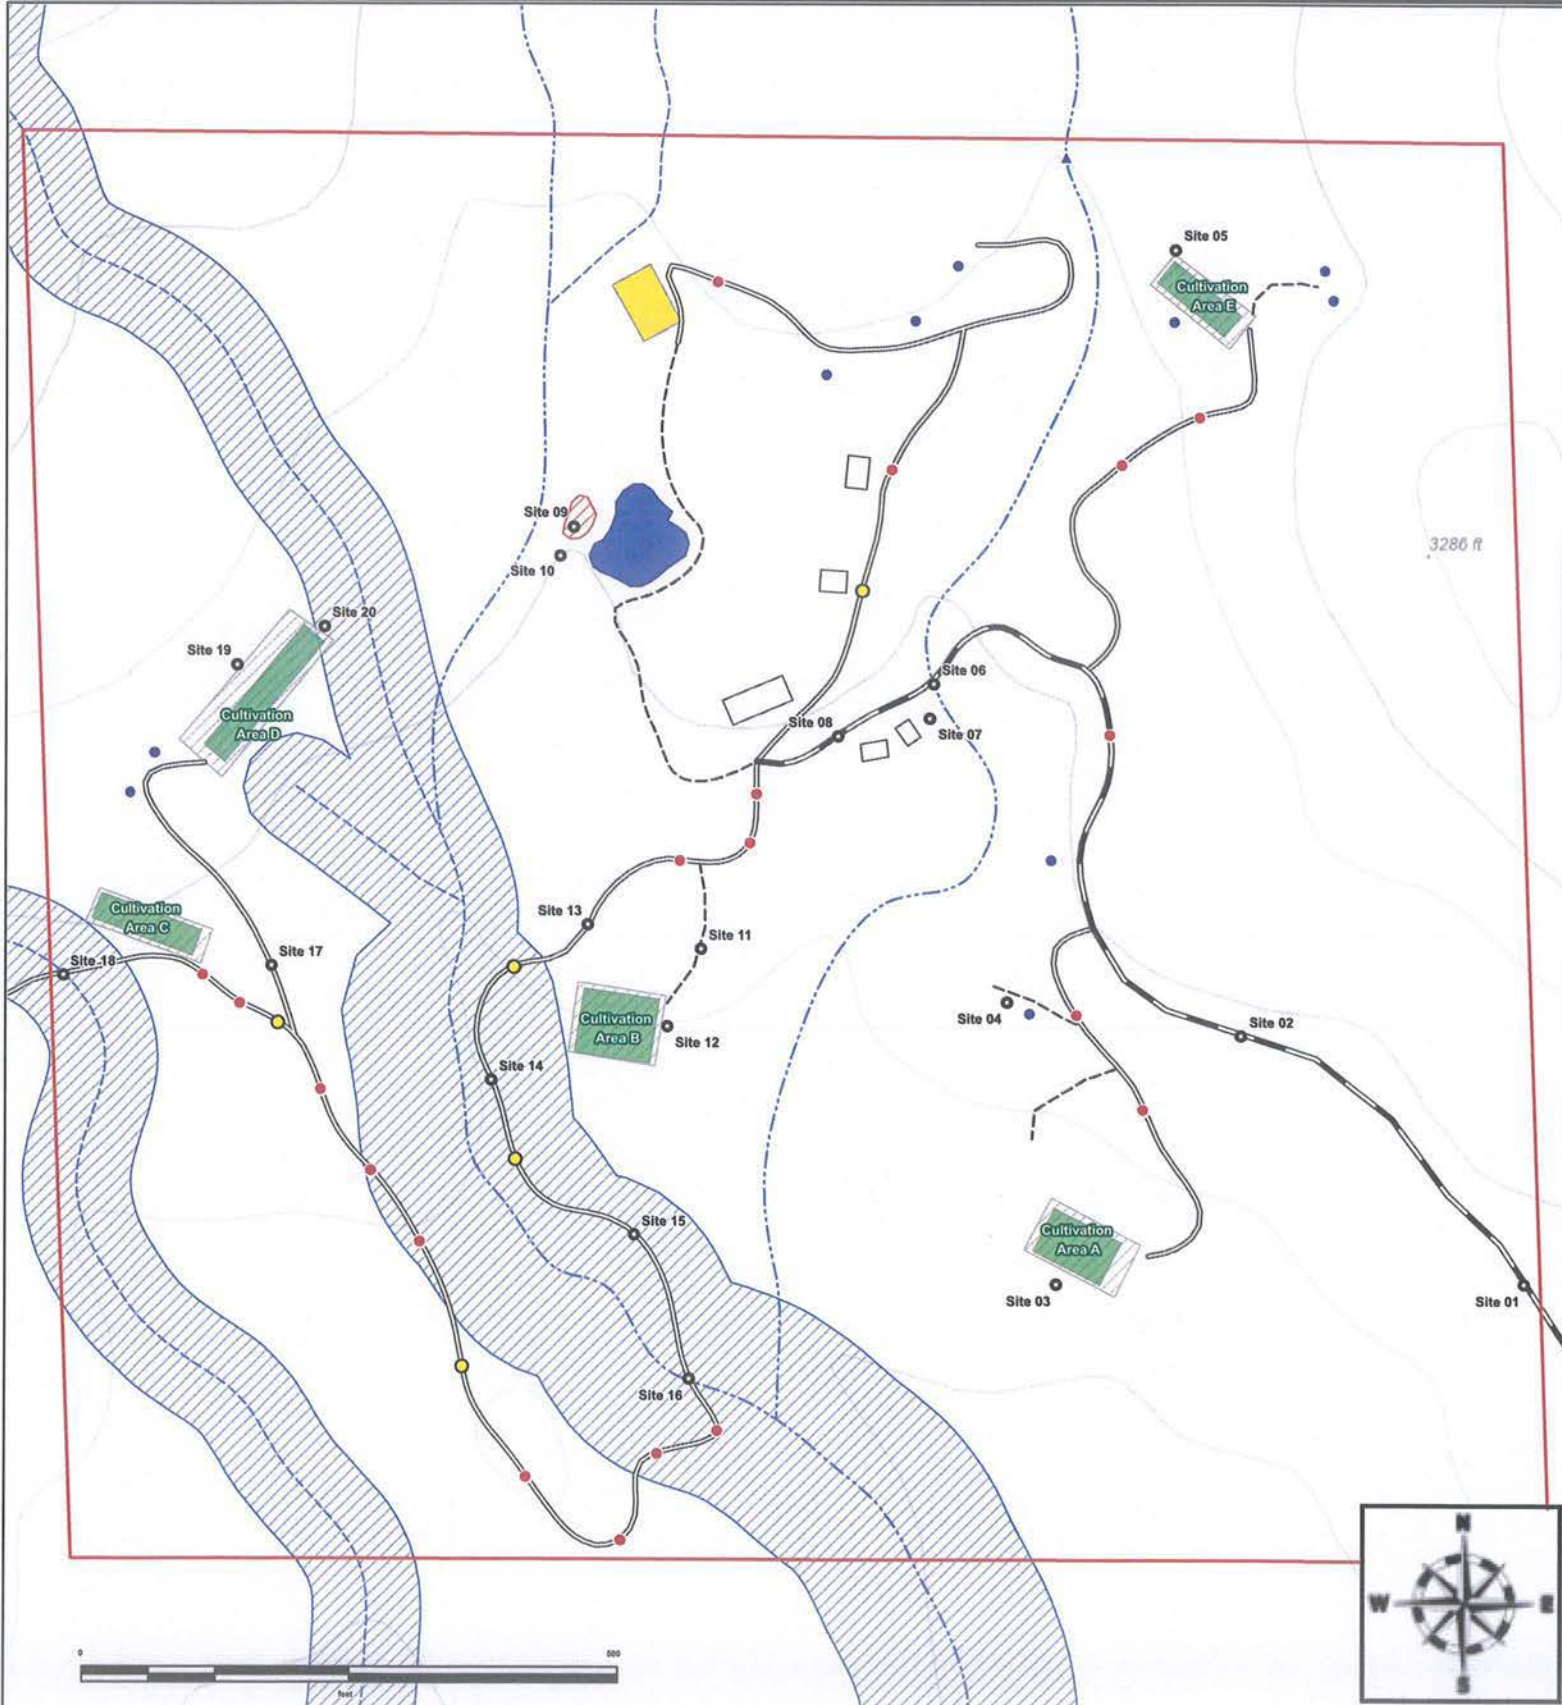 Site 05
Cultivation
Area E
Site 09
3286 ft
Site 10
Site 20
Site 19
Site 06
Cultivation
Area D
Site 08
Site 07
Cultivation
Area C
Site 13
Site 11
Site 17
Site 18
Site 04
Cultivation
Area B
Site 02
Site 12
Site 14
Site 15
Cultivation
Area A
Site 03
Site 01
Site 16
N
W
E
S
0
500
feet